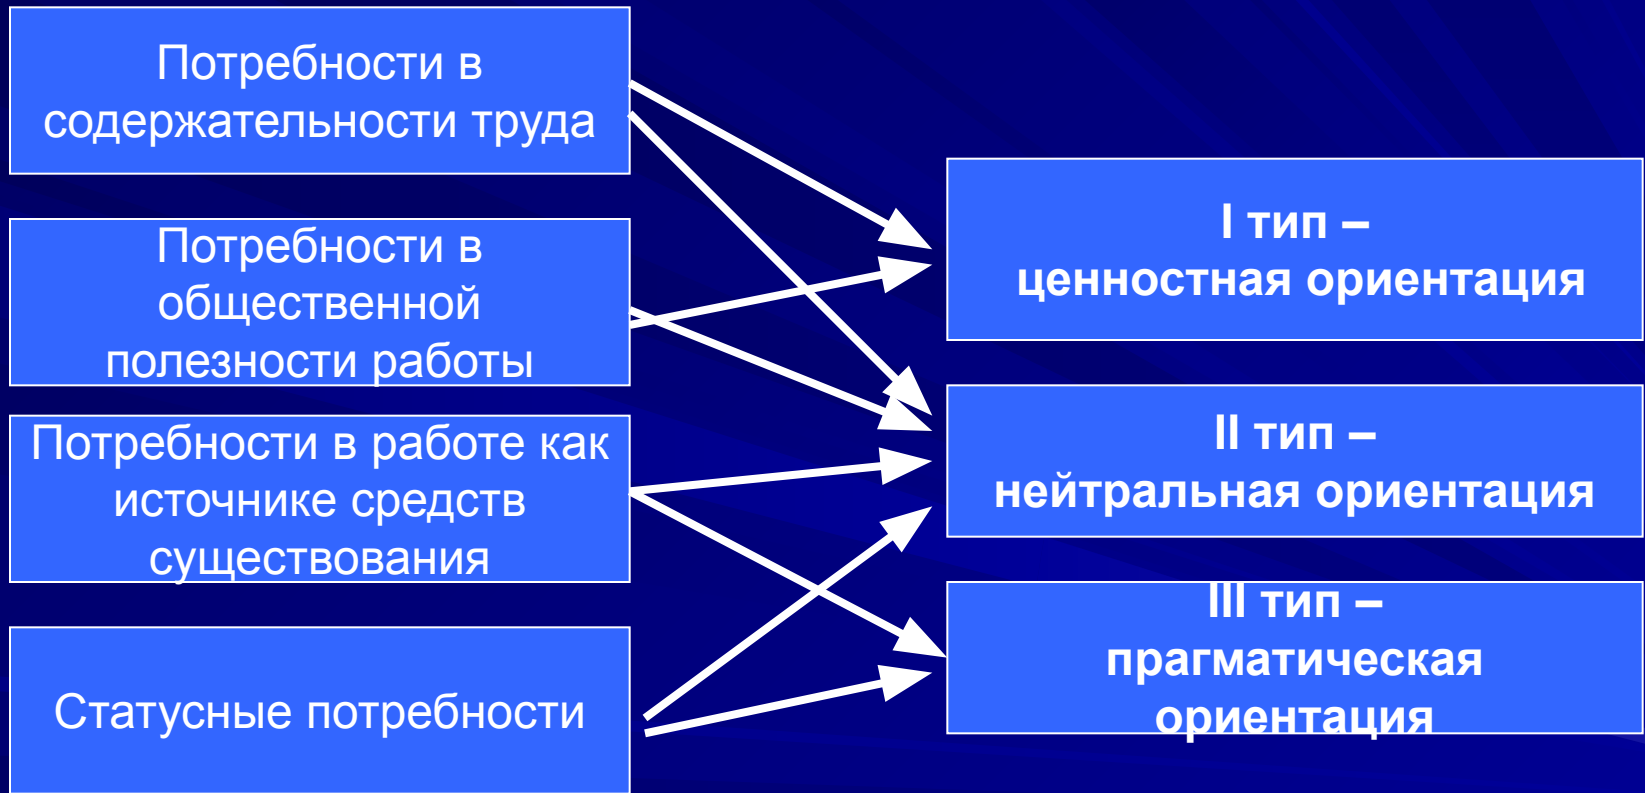 Потребности в
содержательности труда
Потребности в
общественной
полезности работы
Потребности в работе как
источнике средств
существования
Статусные потребности
I тип –
ценностная ориентация
II тип –
нейтральная ориентация
III тип –
прагматическая
ориентация